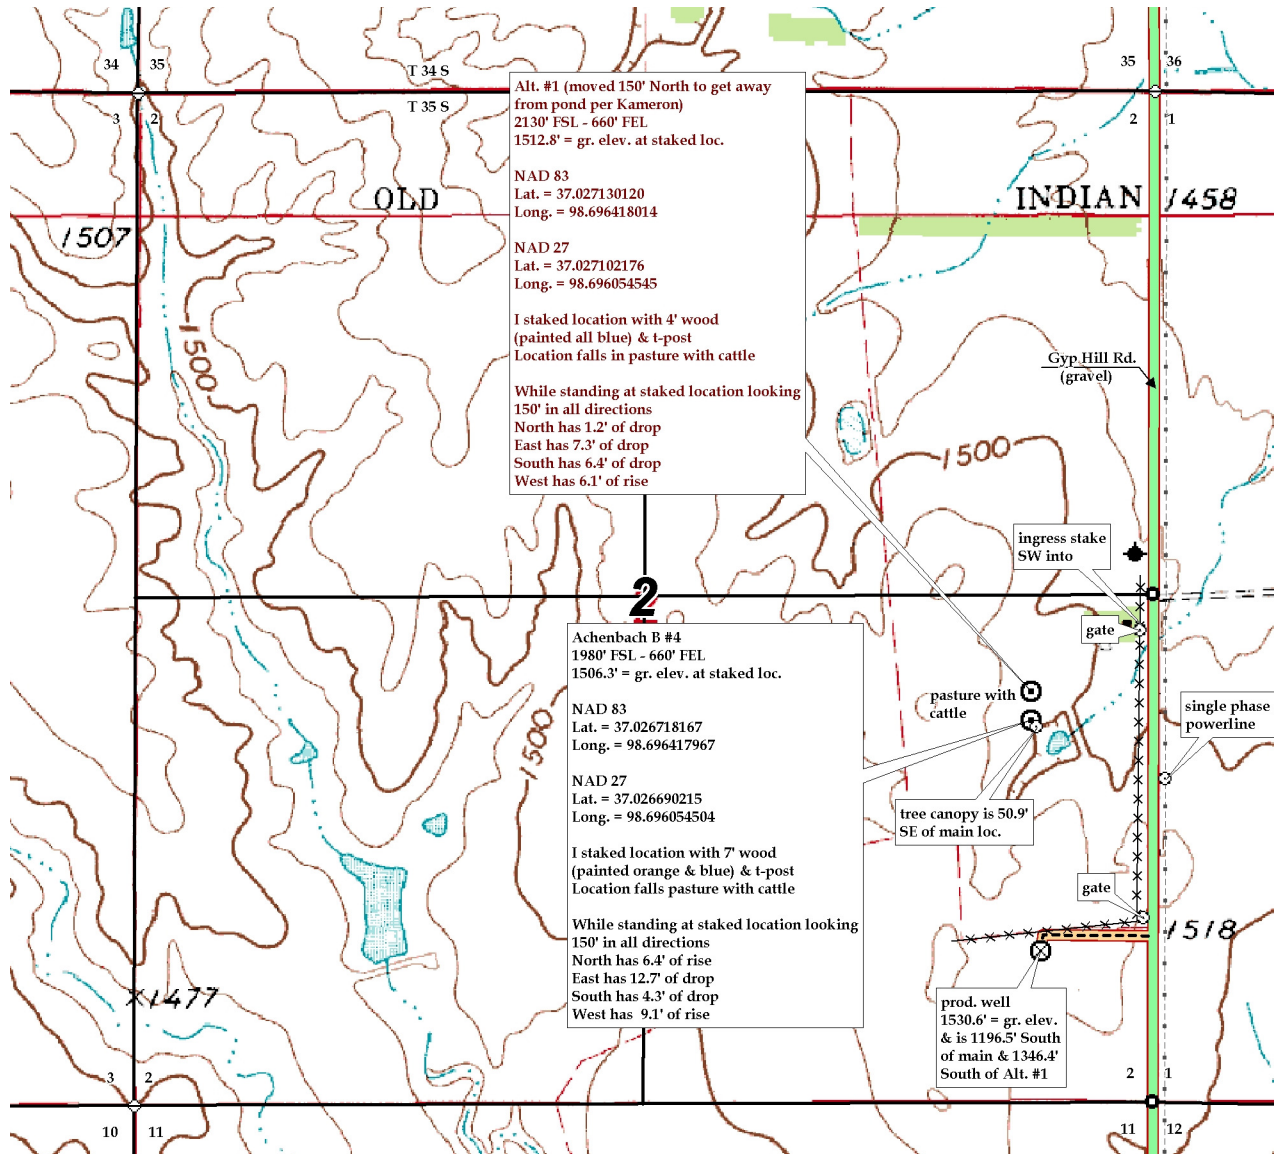 34
35
T 34 S
35
36
T 35 S
3
2
2
1
Alt. #1 (moved 150' North to get away
from pond per Kameron)
2130' FSL - 660' FEL
1512.8' = gr. elev. at staked loc.
NAD 83
Lat. = 37.027130120
Long. = 98.696418014
NAD 27
Lat. = 37.027102176
Long. = 98.696054545
I staked location with 4' wood
(painted all blue) & t-post
Location falls in pasture with cattle
While standing at staked location looking
150' in all directions
North has 1.2' of drop
East has 7.3' of drop
South has 6.4' of drop
West has 6.1' of rise
OLD
INDIAN
1458
1507
1500
Gyp Hill Rd.
(gravel)
1500
ingress stake
SW into
2
gate
Achenbach B #4
1980' FSL - 660' FEL
1506.3' = gr. elev. at staked loc.
NAD 83
Lat. = 37.026718167
Long. = 98.696417967
NAD 27
Lat. = 37.026690215
Long. = 98.696054504
I staked location with 7' wood
(painted orange & blue) & t-post
Location falls pasture with cattle
While standing at staked location looking
150' in all directions
North has 6.4' of rise
East has 12.7' of drop
South has 4.3' of drop
West has 9.1' of rise
pasture with
cattle
single phase
powerline
1500
tree canopy is 50.9'
SE of main loc.
gate
1518
1477
prod. well
1530.6' = gr. elev.
& is 1196.5' South
of main & 1346.4'
South of Alt. #1
3
2
2
1
10
11
11
12